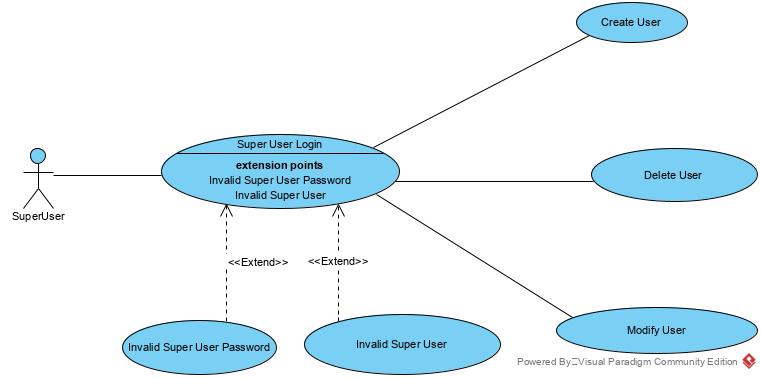 Create User
Super User Login
extension points
Invalid Super User Password
Invalid Super User
Delete User
SuperUser
<<Extend>>
<<Extend>>
Invalid Super User Password
Invalid Super User
Modify User
Powered By Visual Paradigm Community Edition